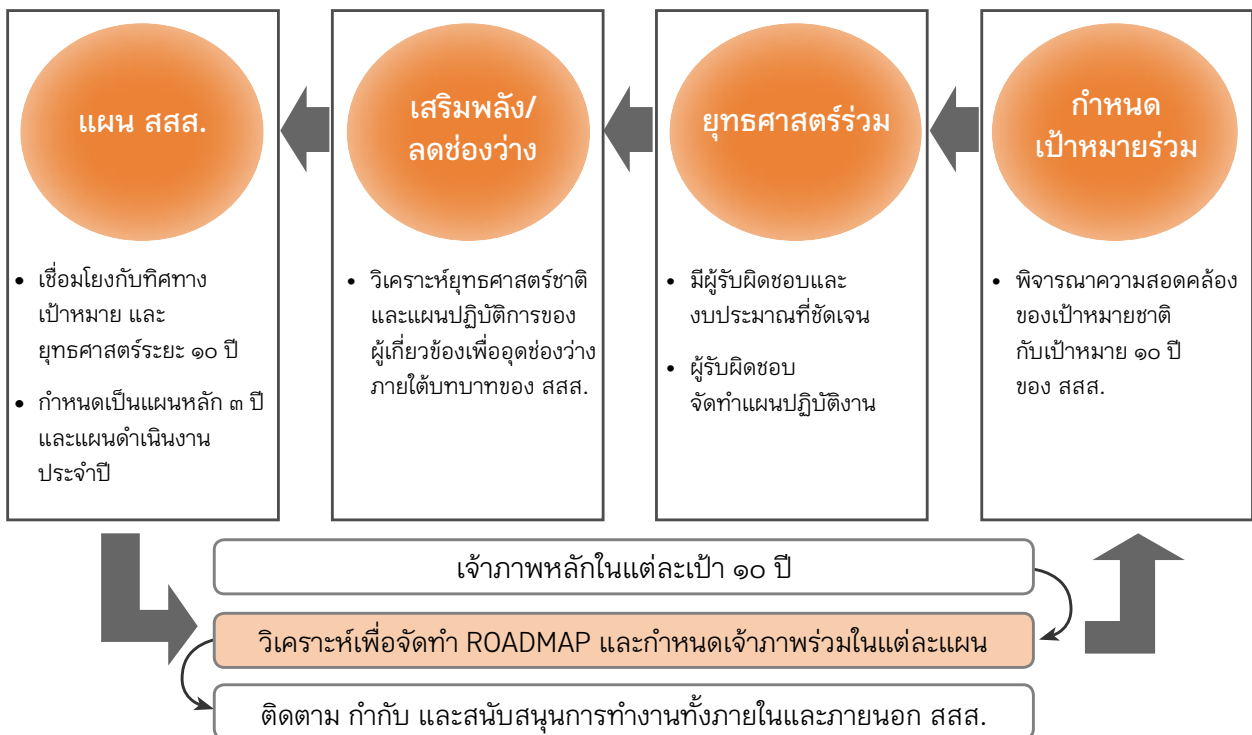 แผน สสส.
• เชื่อมโยงกับทิศทาง
เป้าหมาย และ
ยุทธศาสตร์ระยะ ๑๐ ปี
• กำหนดเป็นแผนหลัก ๓ ปี
และแผนดำเนินงาน
ประจำปี
เสริมพลัง/
ลดช่องว่าง
• วิเคราะห์ยุทธศาสตร์ชาติ
และแผนปฏิบัติการของ
ผู้เกี่ยวข้องเพื่ออุดช่องว่าง
ภายใต้บทบาทของ สสส.
ยุทธศาสตร์ร่วม
• มีผู้รับผิดชอบและ
งบประมาณที่ชัดเจน
• ผู้รับผิดชอบ
จัดทำแผนปฏิบัติงาน
กำหนด
เป้าหมายร่วม
• พิจารณาความสอดคล้อง
ของเป้าหมายชาติ
กับเป้าหมาย ๑๐ ปี
ของ สสส.
เจ้าภาพหลักในแต่ละเป้า ๑๐ ปี
วิเคราะห์เพื่อจัดทำ ROADMAP และกำหนดเจ้าภาพร่วมในแต่ละแผน
ติดตาม กำกับ และสนับสนุนการทำงานทั้งภายในและภายนอก สสส.